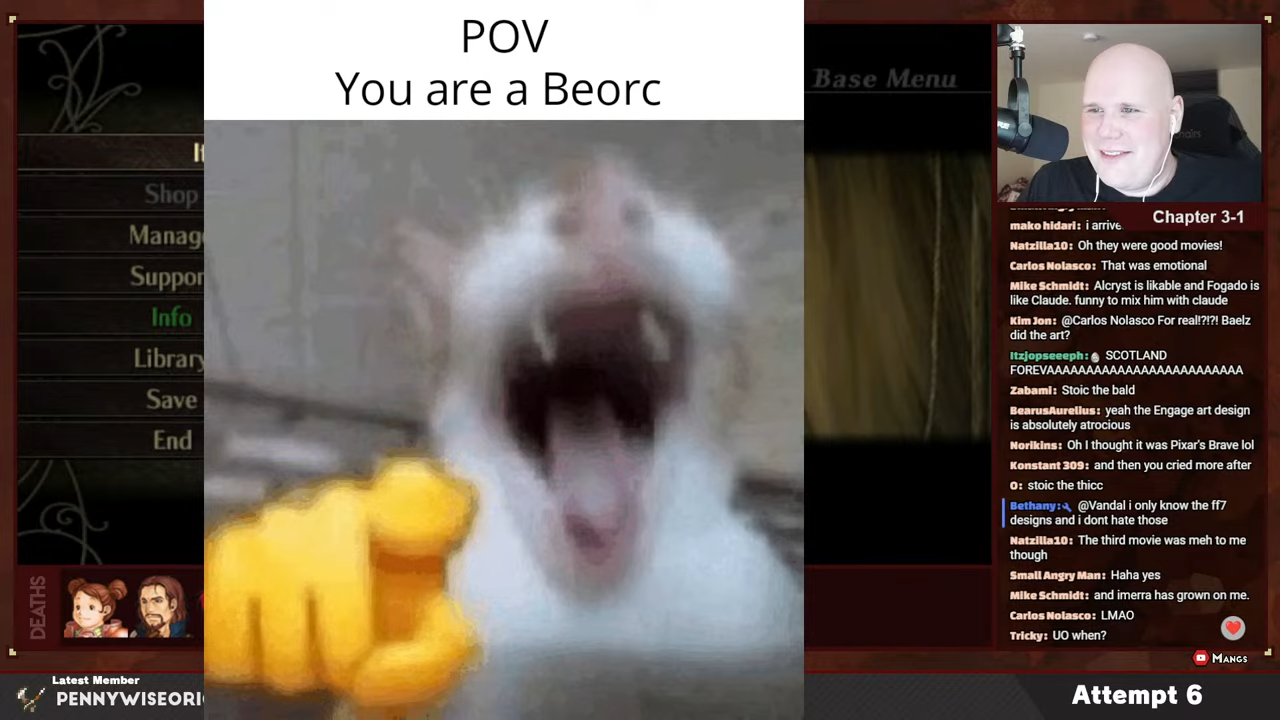 POV
You are a Beorc
Base Menu
Shop
Manag
Suppor
Info
Library
Save
End
DEATHS
Latest Member
PENNYWISEORI
Chapter 3-1
mako hidari: i arrive
Natzilla10: Oh they were good movies!
Carlos Nolasco: That was emotional
Mike Schmidt: Alcryst is likable and Fogado is
like Claude. funny to mix him with claude
Kim Jon: @Carlos Nolasco For real!?!?! Baelz
did the art?
Itzjopseeeph: SCOTLAND
FOREVAAAAAAAAAAAAAAAAAAAAAAAAA
Zabami: Stoic the bald
BearusAurelius: yeah the Engage art design
is absolutely atrocious
Norikins: Oh I thought it was Pixar's Brave lol
Konstant 309: and then you cried more after
O: stoic the thicc
Bethany: @Vandal i only know the ff7
designs and i dont hate those
Natzilla10: The third movie was meh to me
though
Small Angry Man: Haha yes
Mike Schmidt: and imerra has grown on me.
Carlos Nolasco: LMAO
Tricky: UO when?
MANGS
Attempt 6